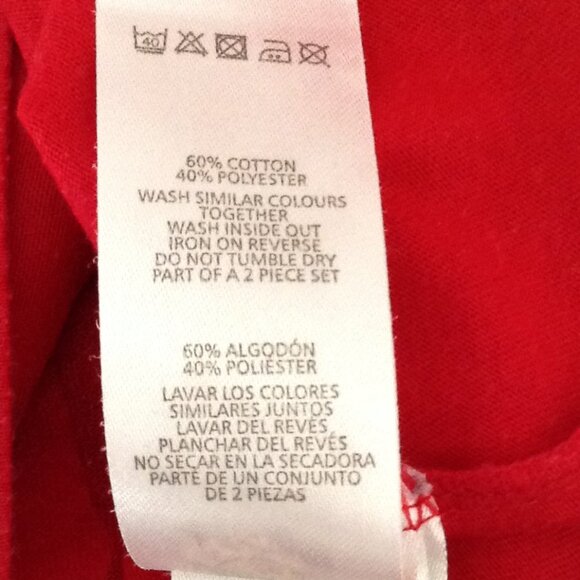 40
60% COTTON
40% POLYESTER
WASH SIMILAR COLOURS
TOGETHER
WASH INSIDE OUT
IRON ON REVERSE
DO NOT TUMBLE DRY
PART OF A 2 PIECE SET
60% ALGODÓN
40% POLIÉSTER
LAVAR LOS COLORES
SIMILARES JUNTOS
LAVAR DEL REVÉS
PLANCHAR DEL REVÉS
NO SECAR EN LA SECADORA
PARTE DE UN CONJUNTO
DE 2 PIEZAS